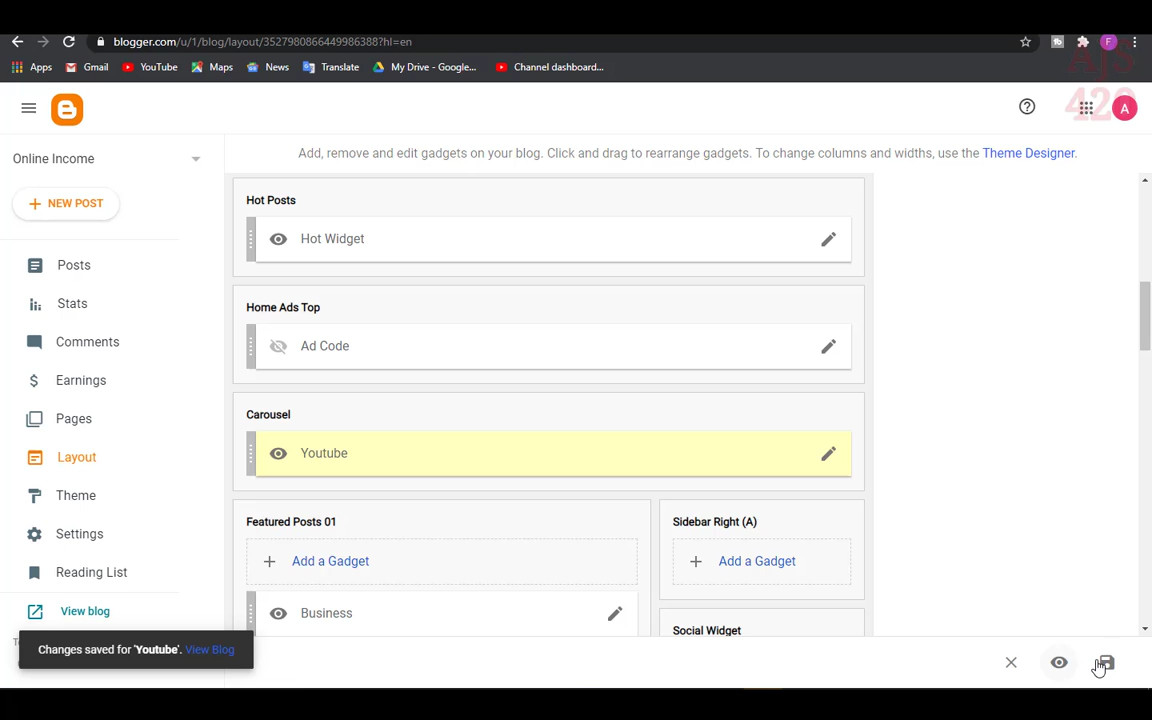 blogger.com/u/1/blog/layout/3527980866449986388?hl=en
F
Apps Gmail YouTube Maps News Translate My Drive - Google... Channel dashboard...
AJS
420
A
Online Income
Add, remove and edit gadgets on your blog. Click and drag to rearrange gadgets. To change columns and widths, use the Theme Designer.
+ NEW POST
Posts
Stats
Comments
Earnings
Pages
Layout
Theme
Settings
Reading List
View blog
Hot Posts
Hot Widget
Home Ads Top
Ad Code
Carousel
Youtube
Featured Posts 01
+ Add a Gadget
Business
Sidebar Right (A)
+ Add a Gadget
Social Widget
Changes saved for 'Youtube'. View Blog